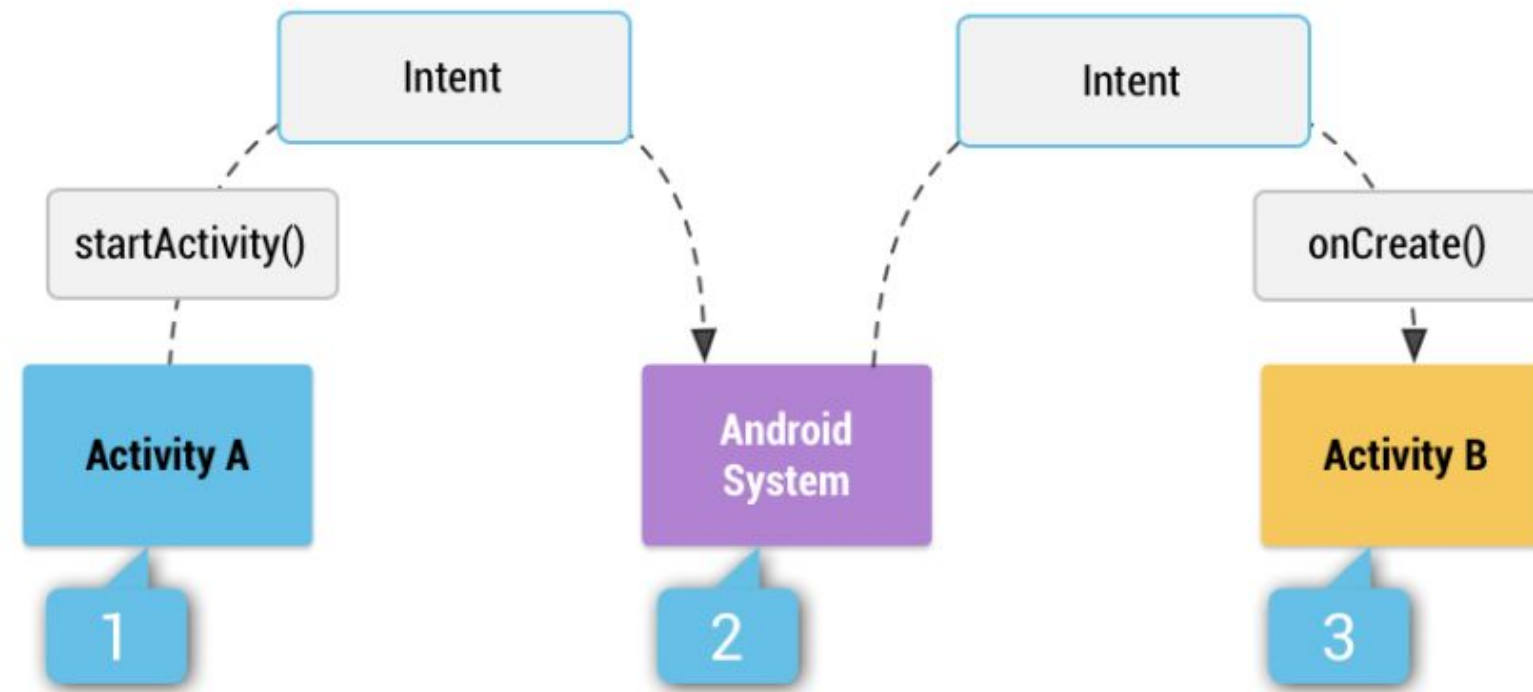 Intent
Intent
startActivity()
onCreate()
Activity A
Android
System
Activity B
1
2
3